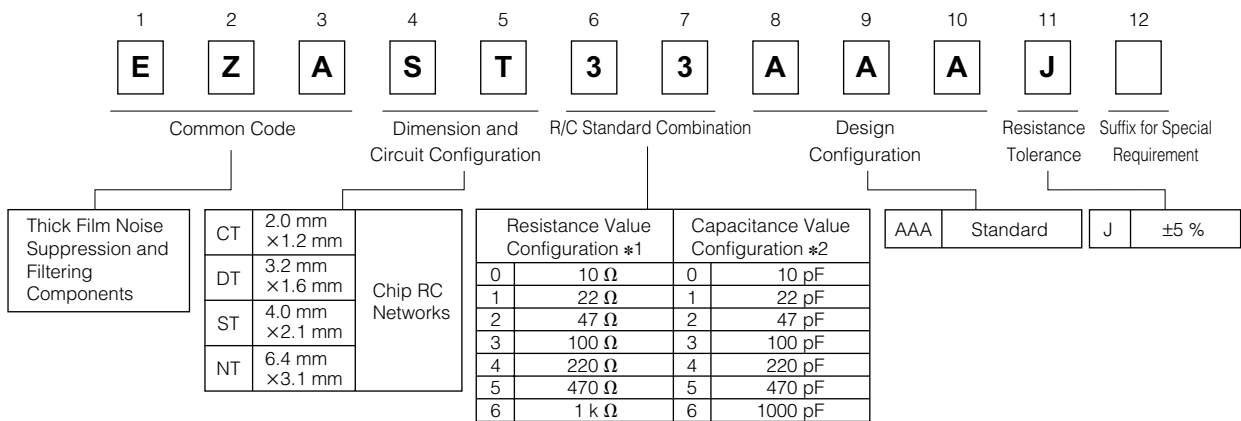 1 2 3 4 5 6 7 8 9 10 11 12
E Z A S T 3 3 A A A J
Common Code
Dimension and
Circuit Configuration
R/C Standard Combination
Design
Configuration
Resistance
Tolerance
Suffix for Special
Requirement
Thick Film Noise
Suppression and
Filtering
Components
CT 2.0 mm
×1.2 mm
DT 3.2 mm
×1.6 mm
ST 4.0 mm
×2.1 mm
NT 6.4 mm
×3.1 mm
Chip RC
Networks
Resistance Value
Configuration ✻1
Capacitance Value
Configuration ✻2
0 10 Ω 0 10 pF
1 22 Ω 1 22 pF
2 47 Ω 2 47 pF
3 100 Ω 3 100 pF
4 220 Ω 4 220 pF
5 470 Ω 5 470 pF
6 1 k Ω 6 1000 pF
AAA Standard
J ±5 %